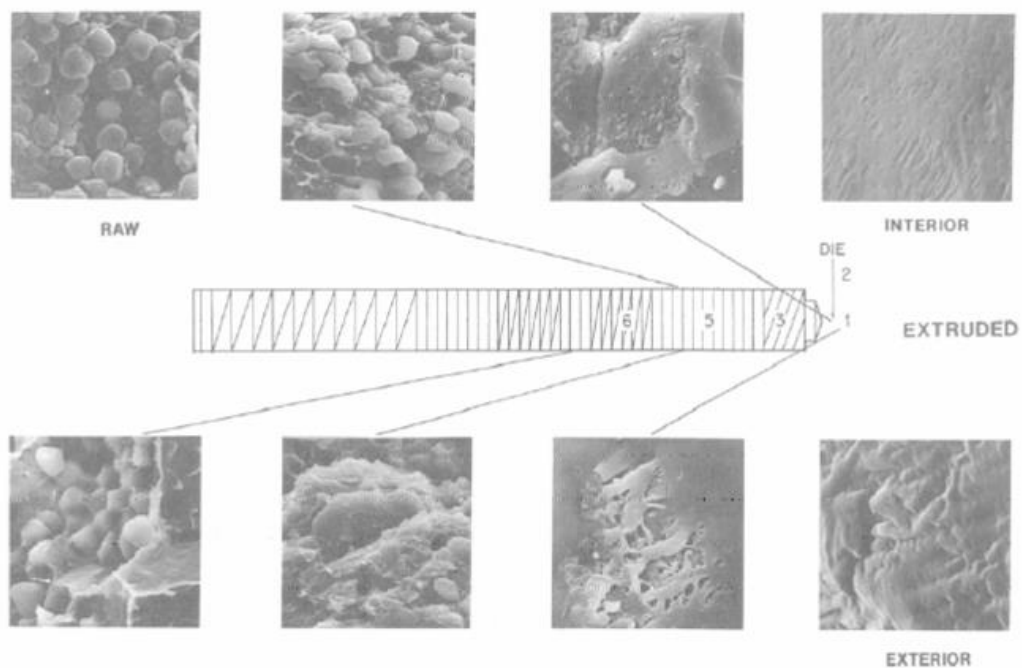 RAW
INTERIOR
DIE
2
6
5
3
1
EXTRUDED
EXTERIOR